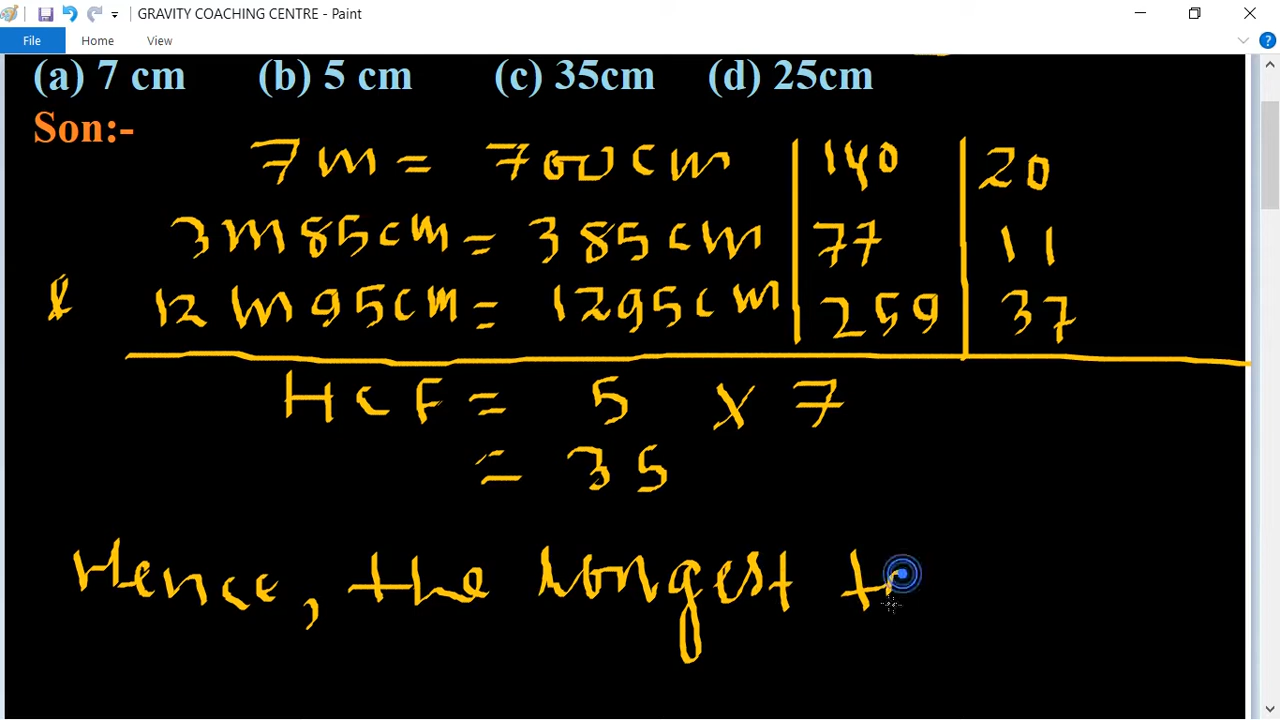 GRAVITY COACHING CENTRE - Paint
File Home View
(a) 7 cm (b) 5 cm (c) 35cm (d) 25cm
Son:-
7m = 700cm | 140 | 20
3m85cm = 385cm | 77 | 11
& 12m95cm = 1295cm | 259 | 37
HCF = 5 x 7
= 35
Hence, the longest